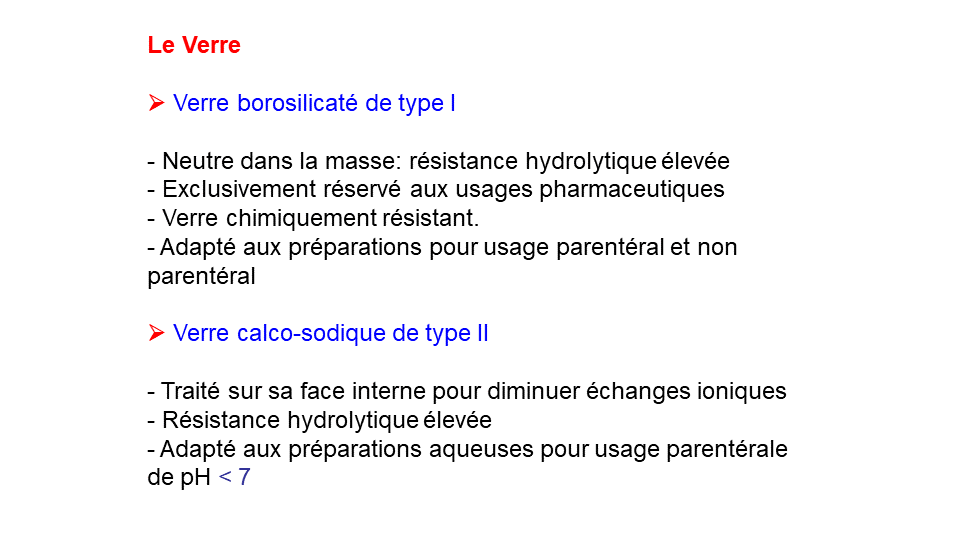 Le Verre
➢ Verre borosilicaté de type I
- Neutre dans la masse: résistance hydrolytique élevée
- Exclusivement réservé aux usages pharmaceutiques
- Verre chimiquement résistant.
- Adapté aux préparations pour usage parentéral et non
parentéral
➢ Verre calco-sodique de type II
- Traité sur sa face interne pour diminuer échanges ioniques
- Résistance hydrolytique élevée
- Adapté aux préparations aqueuses pour usage parentérale
de pH < 7